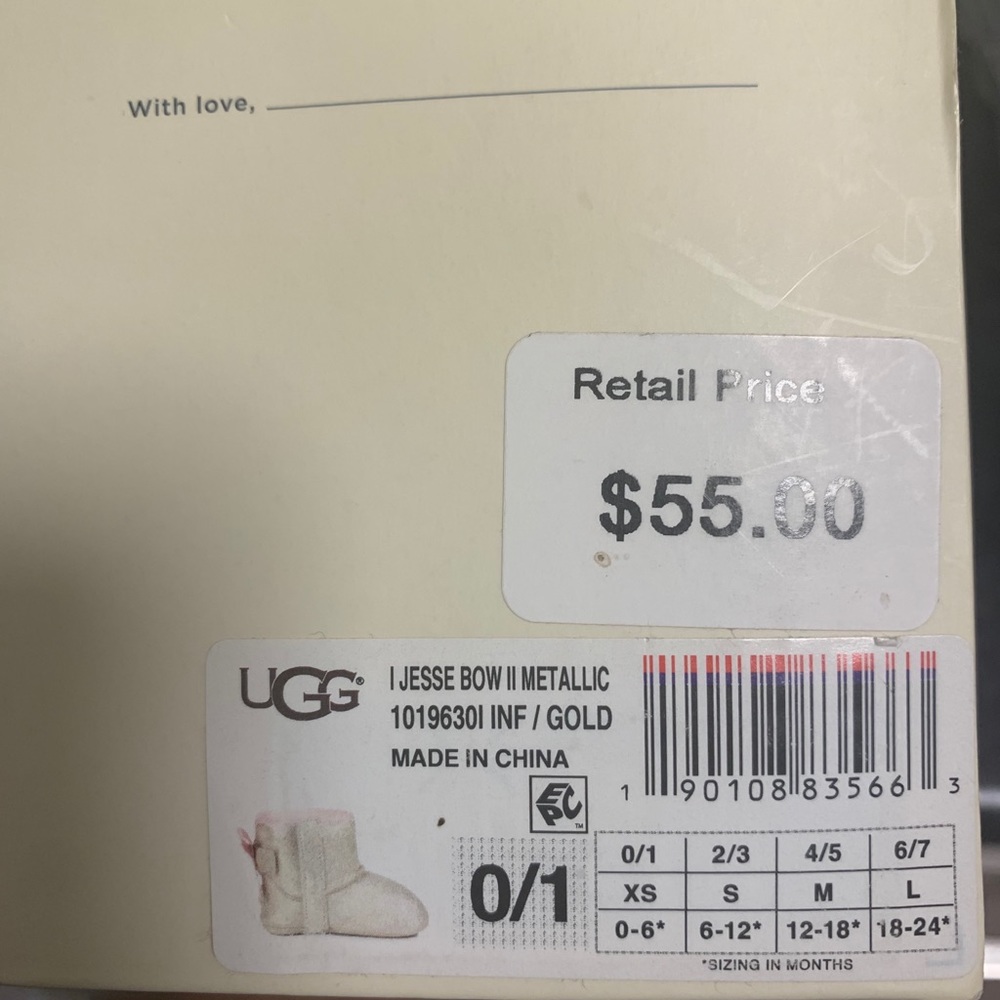 With love,
Retail Price
$55.00
UGG®
I JESSE BOW II METALLIC
1019630I INF / GOLD
MADE IN CHINA
1 90108 83566 3
EPC™
0/1
0/1 2/3 4/5 6/7
XS S M L
0-6* 6-12* 12-18* 18-24*
*SIZING IN MONTHS